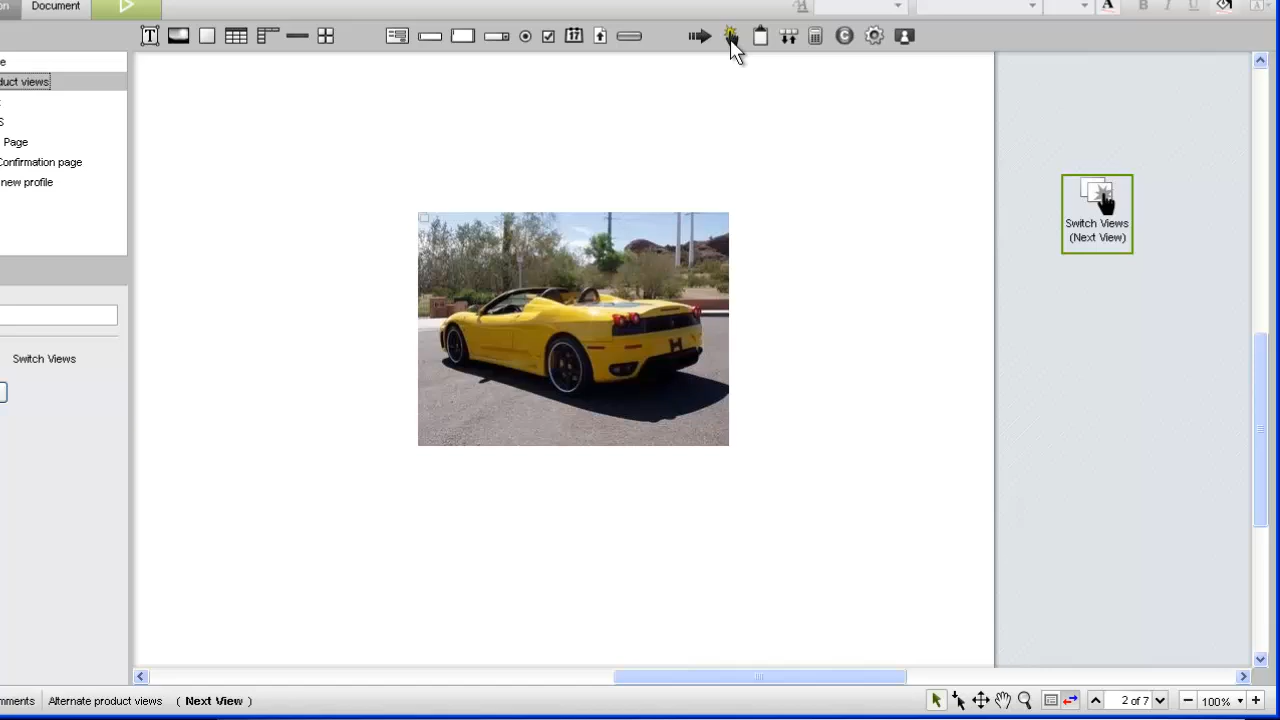 Document
duct views
Page
Confirmation page
new profile
Switch Views
Switch Views
(Next View)
mments
Alternate product views
( Next View )
2 of 7
100%